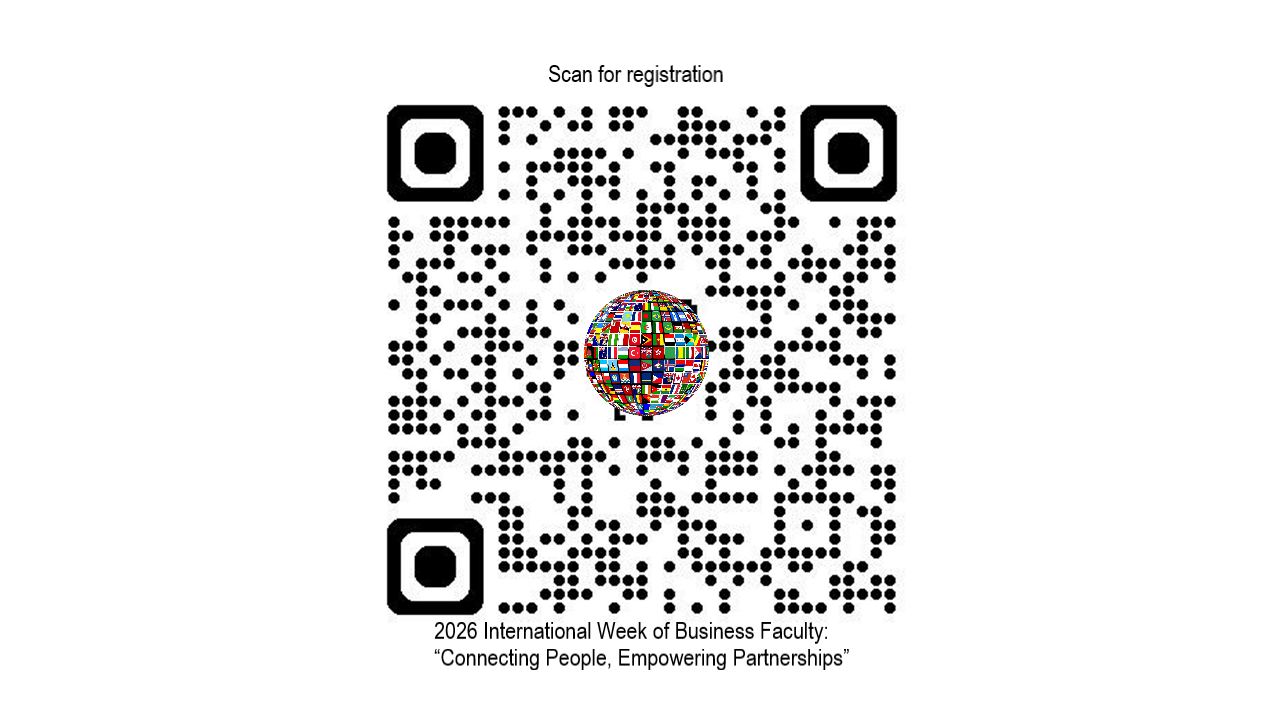 Scan for registration
2026 International Week of Business Faculty:
“Connecting People, Empowering Partnerships”